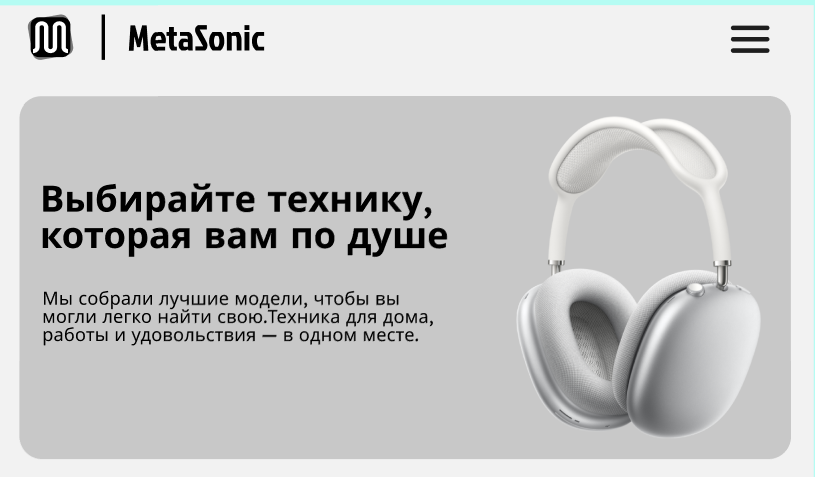 MetaSonic
Выбирайте технику,
которая вам по душе
Мы собрали лучшие модели, чтобы вы
могли легко найти свою.Техника для дома,
работы и удовольствия — в одном месте.